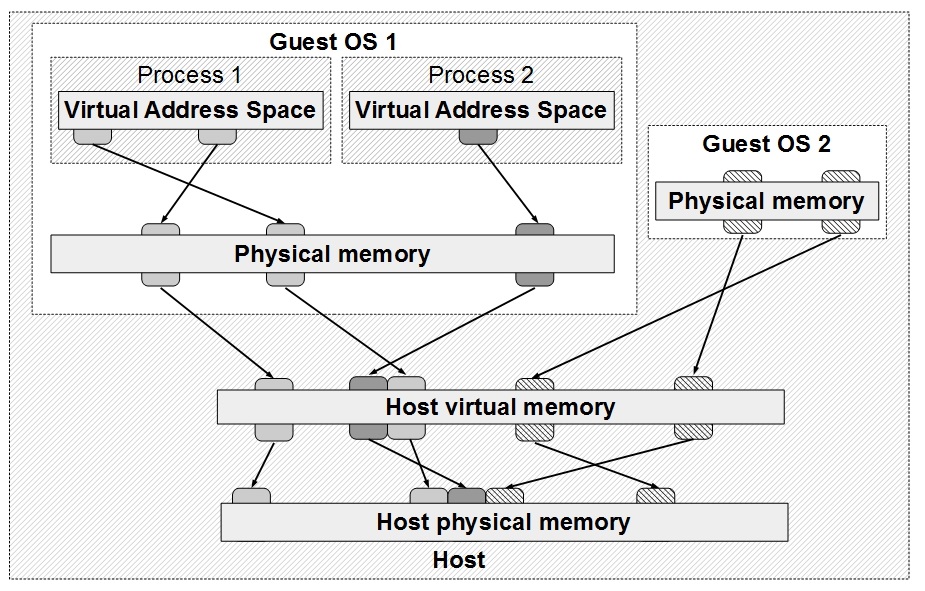 Guest OS 1
Process 1
Virtual Address Space
Process 2
Virtual Address Space
Guest OS 2
Physical memory
Physical memory
Host virtual memory
Host physical memory
Host